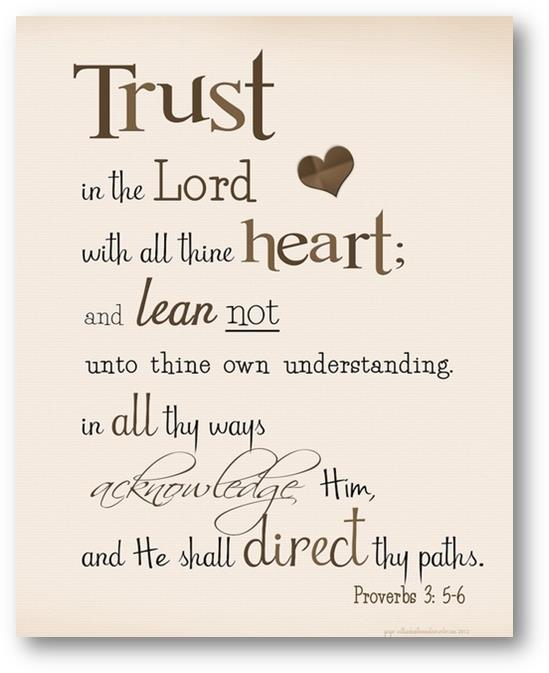 Trust
in the Lord
with all thine heart;
and lean not
unto thine own understanding.
in all thy ways
acknowledge Him,
and He shall direct thy paths.
Proverbs 3: 5-6
2012